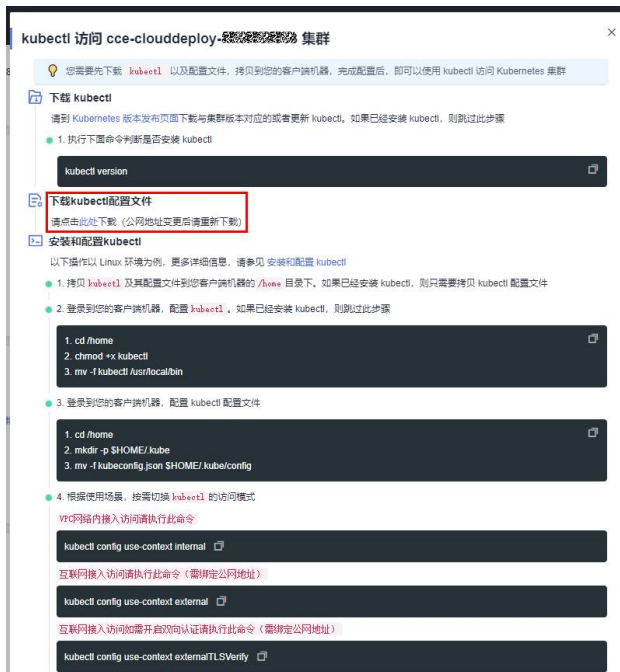 kubectl 访问 cce-clouddeploy- 集群
您需要先下载 kubectl 以及配置文件，拷贝到您的客户端机器，完成配置后，即可以使用 kubectl 访问 Kubernetes 集群
下载 kubectl
请到 Kubernetes 版本发布页面下载与集群版本对应的或者更新 kubectl。如果已经安装 kubectl，则跳过此步骤
1. 执行下面命令判断是否安装 kubectl
kubectl version
下载kubectl配置文件
请点击此处下载（公网地址变更后请重新下载）
安装和配置kubectl
以下操作以 Linux 环境为例，更多详细信息，请参见 安装和配置 kubectl
1. 拷贝 kubectl 及其配置文件到您客户端机器的 /home 目录下。如果已经安装 kubectl，则只需要拷贝 kubectl 配置文件
2. 登录到您的客户端机器，配置 kubectl 。如果已经安装 kubectl，则跳过此步骤
1. cd /home
2. chmod +x kubectl
3. mv -f kubectl /usr/local/bin
3. 登录到您的客户端机器，配置 kubectl 配置文件
1. cd /home
2. mkdir -p $HOME/.kube
3. mv -f kubeconfig.json $HOME/.kube/config
4. 根据使用场景，按需切换 kubectl 的访问模式
VPC网络内接入访问请执行此命令
kubectl config use-context internal
互联网接入访问请执行此命令（需绑定公网地址）
kubectl config use-context external
互联网接入访问如需开启双向认证请执行此命令（需绑定公网地址）
kubectl config use-context externalTLSVerify